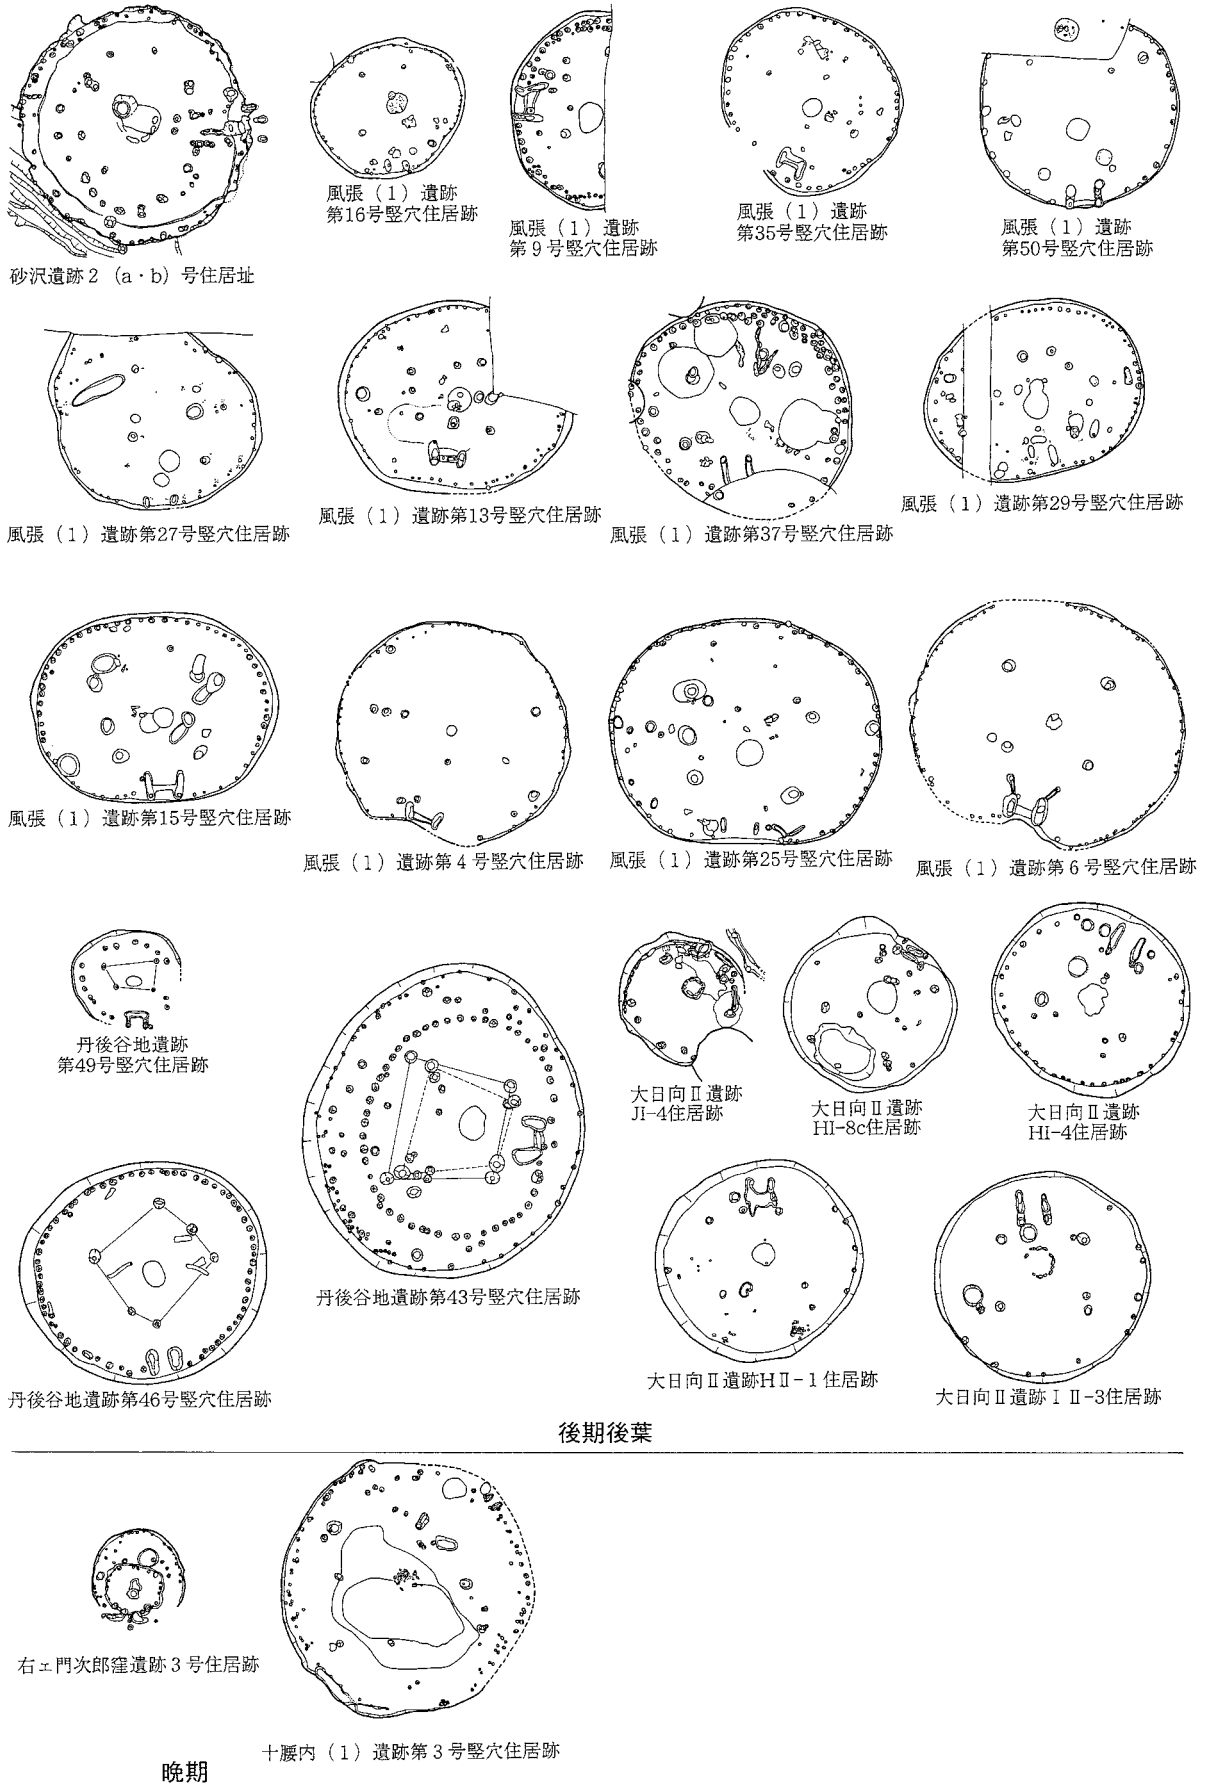 風張（1）遺跡
第16号竪穴住居跡
風張（1）遺跡
第9号竪穴住居跡
風張（1）遺跡
第35号竪穴住居跡
風張（1）遺跡
第50号竪穴住居跡
砂沢遺跡2（a・b）号住居址
風張（1）遺跡第27号竪穴住居跡
風張（1）遺跡第13号竪穴住居跡
風張（1）遺跡第37号竪穴住居跡
風張（1）遺跡第29号竪穴住居跡
風張（1）遺跡第15号竪穴住居跡
風張（1）遺跡第4号竪穴住居跡
風張（1）遺跡第25号竪穴住居跡
風張（1）遺跡第6号竪穴住居跡
丹後谷地遺跡
第49号竪穴住居跡
大日向Ⅱ遺跡
JI-4住居跡
大日向Ⅱ遺跡
HI-8c住居跡
大日向Ⅱ遺跡
HI-4住居跡
丹後谷地遺跡第43号竪穴住居跡
丹後谷地遺跡第46号竪穴住居跡
大日向Ⅱ遺跡HⅡ-1住居跡
大日向Ⅱ遺跡ⅠⅡ-3住居跡
後期後葉
右ェ門次郎窪遺跡3号住居跡
十腰内（1）遺跡第3号竪穴住居跡
晩期